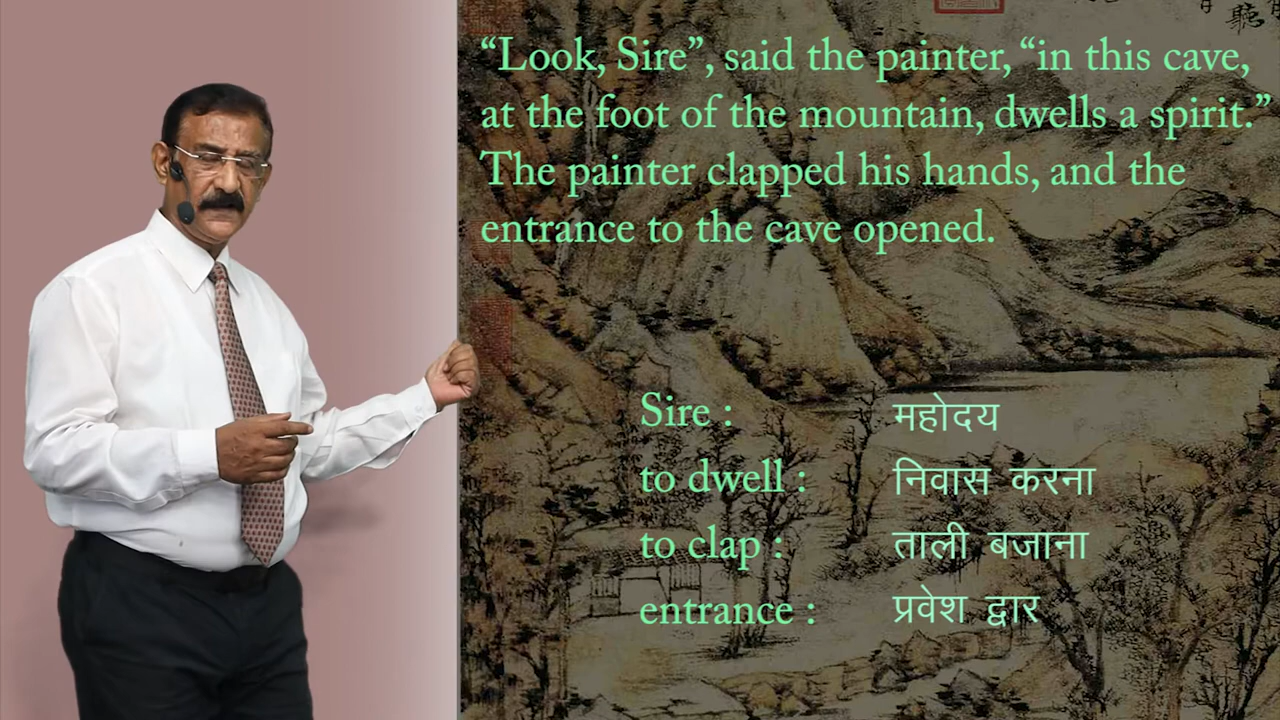 “Look, Sire”, said the painter, “in this cave,
at the foot of the mountain, dwells a spirit.”
The painter clapped his hands, and the
entrance to the cave opened.
Sire : महोदय
to dwell : निवास करना
to clap : ताली बजाना
entrance : प्रवेश द्वार